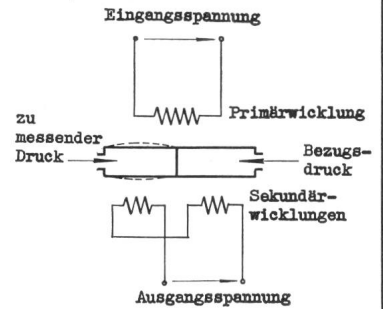 Eingangsspannung
Primärwicklung
zu
messender
Druck
Bezugs-
druck
Sekundär-
wicklungen
Ausgangsspannung